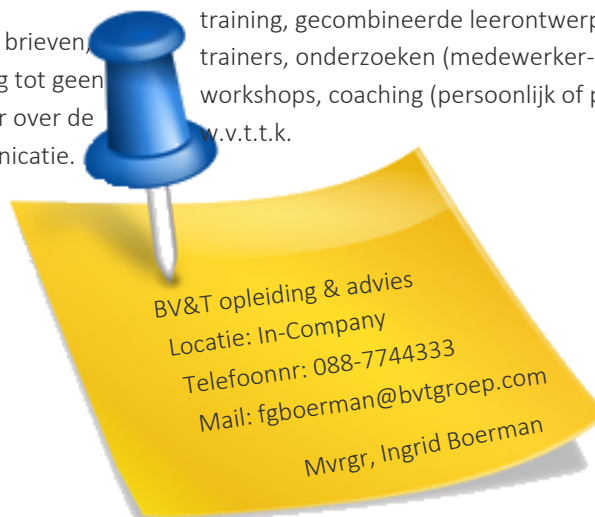 brieven,
g tot geen
r over de
nicatie.
training, gecombineerde leerontwerp
trainers, onderzoeken (medewerker-
workshops, coaching (persoonlijk of p
w.v.t.t.k.
BV&T opleiding & advies
Locatie: In-Company
Telefoonnr: 088-7744333
Mail: fgboerman@bvtgroep.com
Mvrgr, Ingrid Boerman